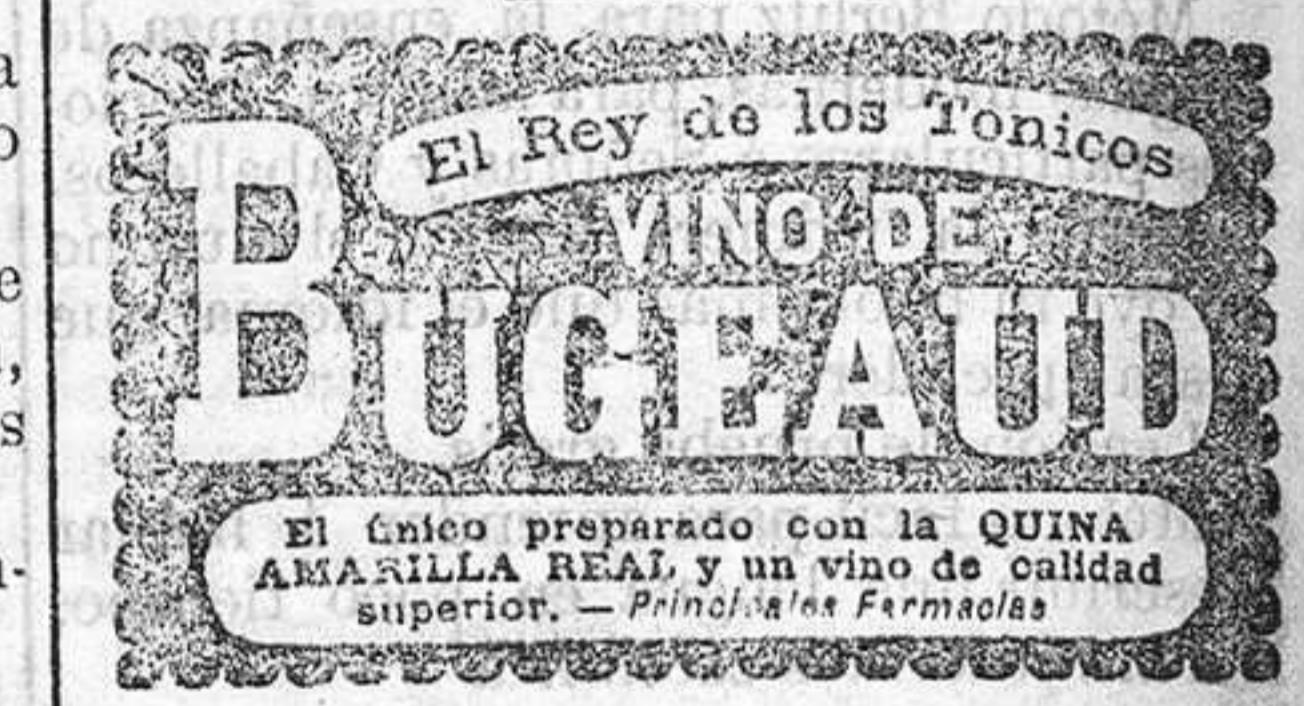 El Rey de los Tonicos
VINO DE
BUGEAUD
El único preparado con la QUINA
AMARILLA REAL y un vino de calidad
superior. — Principales Farmacias